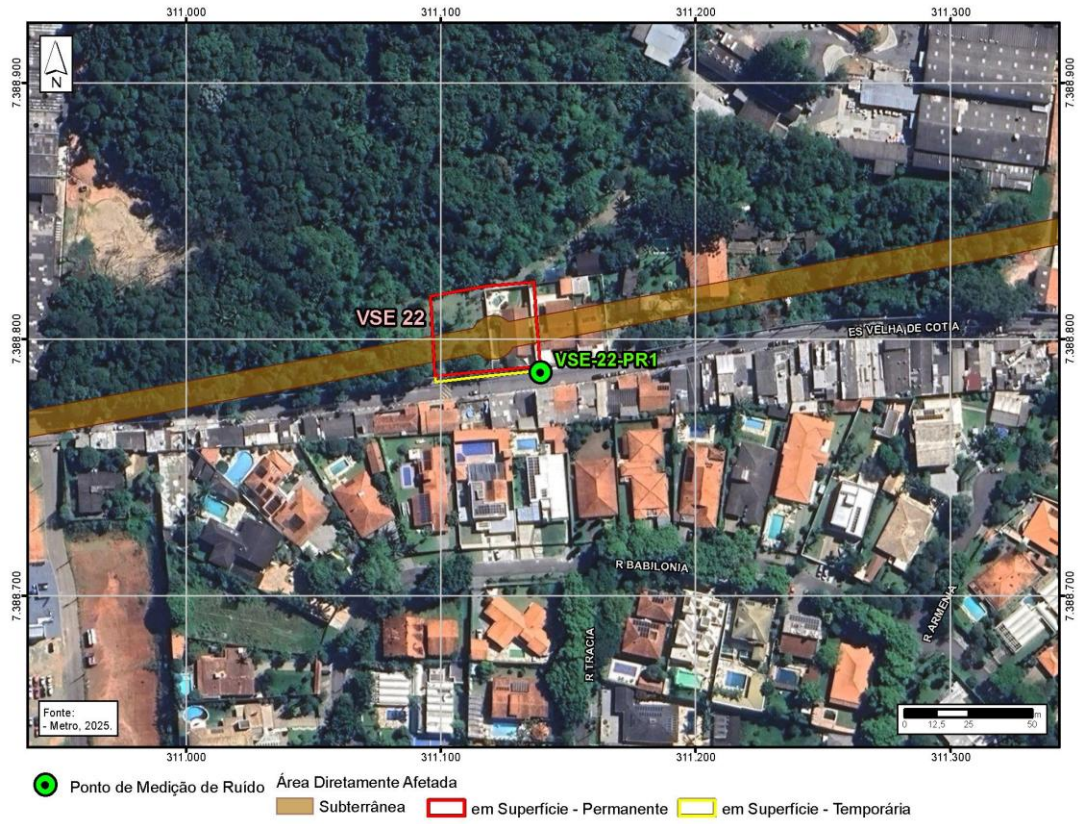 311.000 311.100 311.200 311.300
7.388.900 7.388.900
N
VSE 22
ES VELHA DE COTIA
7.388.800 7.388.800
VSE-22-PR1
R BABILONIA
7.388.700 7.388.700
R ARMENIA
R TRACIA
Fonte:
- Metro, 2025.
m
0 12,5 25 50
311.000 311.100 311.200 311.300
Ponto de Medição de Ruído
Área Diretamente Afetada
Subterrânea em Superfície - Permanente em Superfície - Temporária